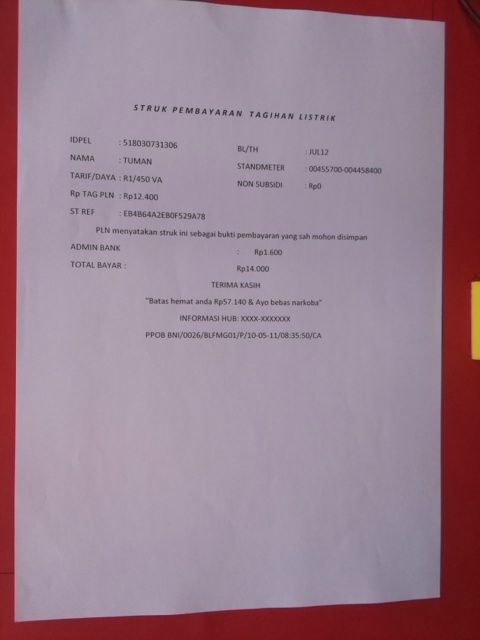 STRUK PEMBAYARAN TAGIHAN LISTRIK
IDPEL : 518030731306 BL/TH : JUL12
NAMA : TUMAN STANDMETER : 00455700-004458400
TARIF/DAYA : R1/450 VA NON SUBSIDI : Rp0
Rp TAG PLN : Rp12.400
ST REF : EB4B64A2EB0F529A78
PLN menyatakan struk ini sebagai bukti pembayaran yang sah mohon disimpan
ADMIN BANK : Rp1.600
TOTAL BAYAR : Rp14.000
TERIMA KASIH
"Batas hemat anda Rp57.140 & Ayo bebas narkoba"
INFORMASI HUB: XXXX-XXXXXXX
PPOB BNI/0026/BLFMG01/P/10-05-11/08:35:50/CA